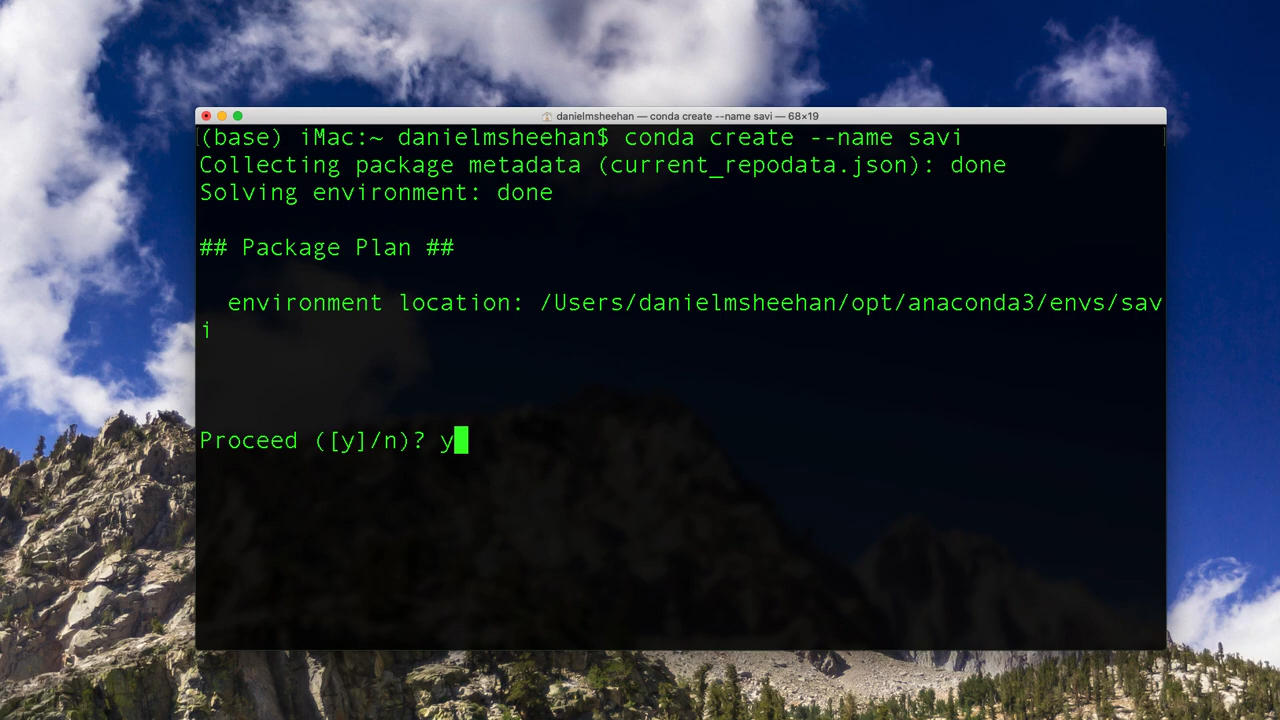 danielmsheehan — conda create --name savi — 68×19
(base) iMac:~ danielmsheehan$ conda create --name savi
Collecting package metadata (current_repodata.json): done
Solving environment: done
## Package Plan ##
environment location: /Users/danielmsheehan/opt/anaconda3/envs/sav
i
Proceed ([y]/n)? y